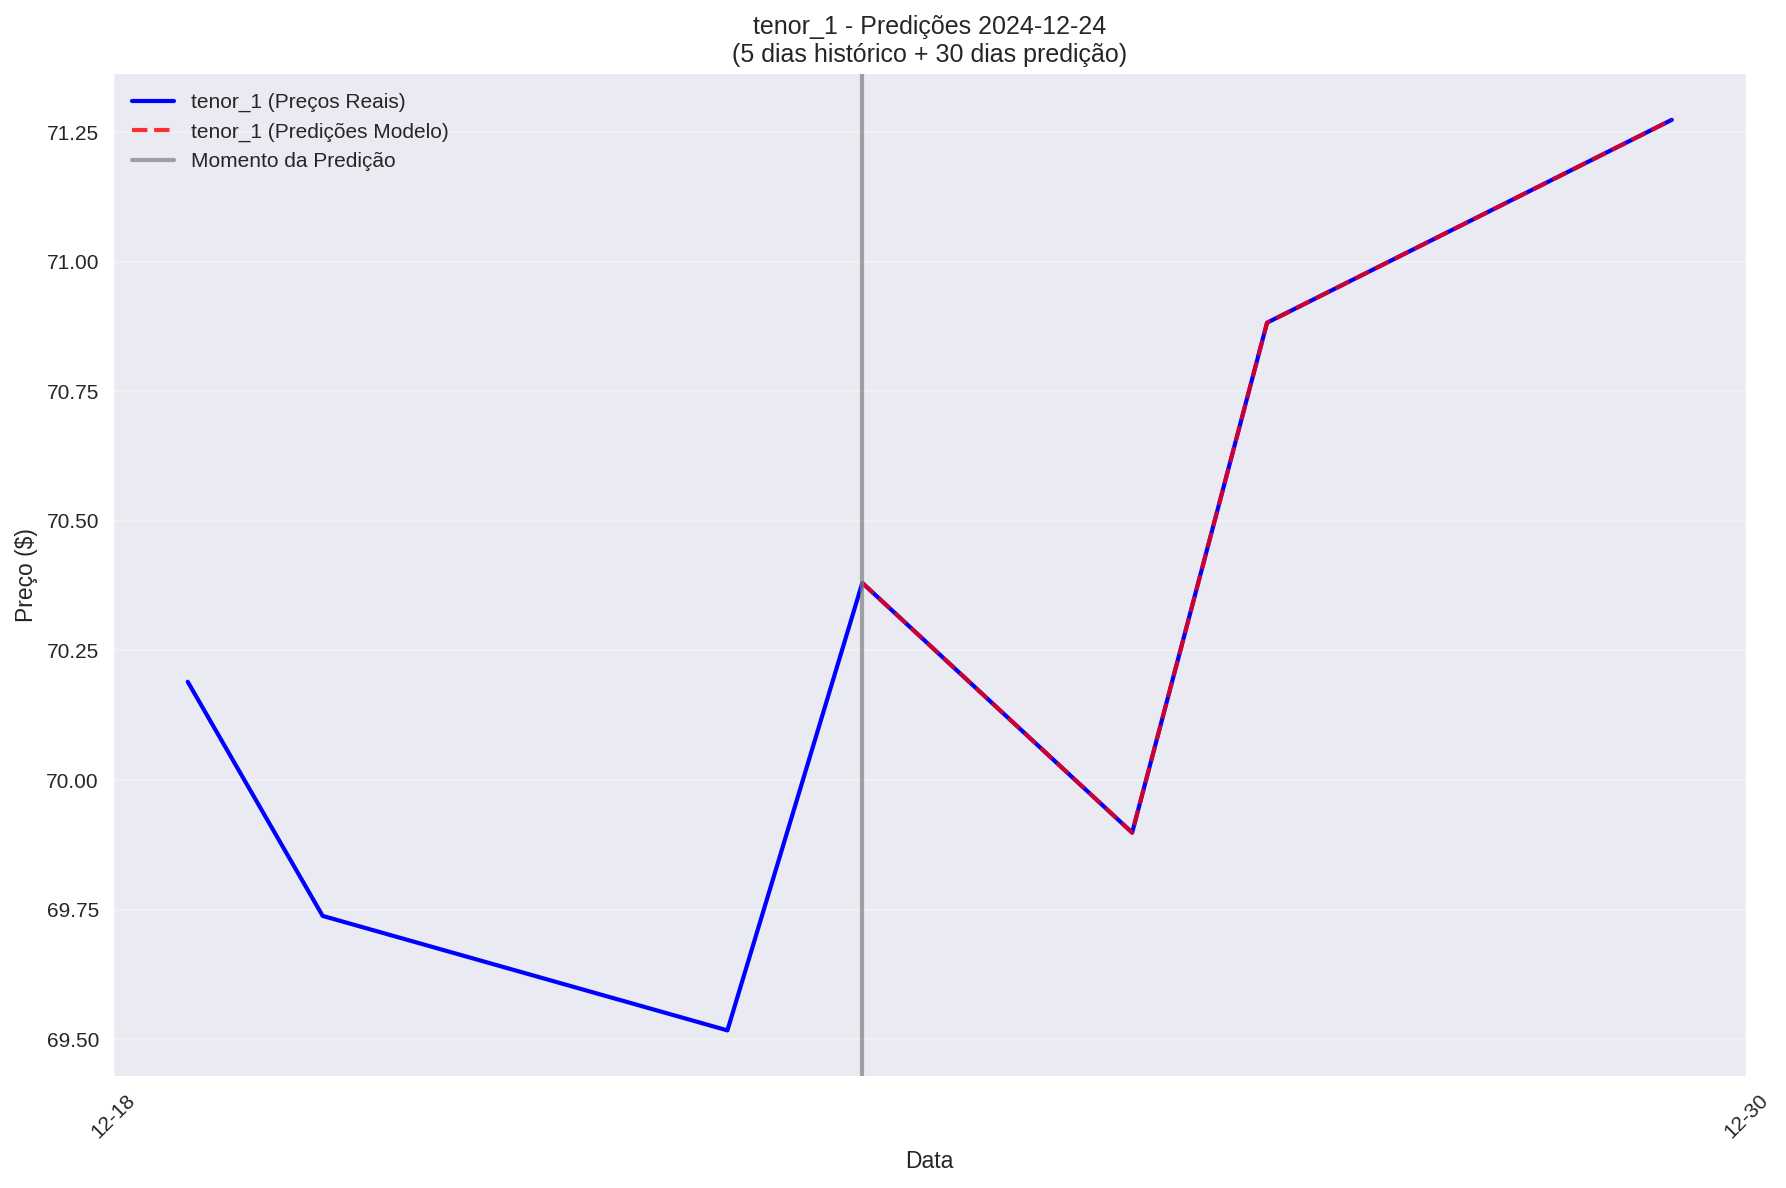 tenor_1 - Predições 2024-12-24
(5 dias histórico + 30 dias predição)
tenor_1 (Preços Reais)
tenor_1 (Predições Modelo)
Momento da Predição
71.25
71.00
70.75
70.50
70.25
70.00
69.75
69.50
Preço ($)
12-18
12-30
Data